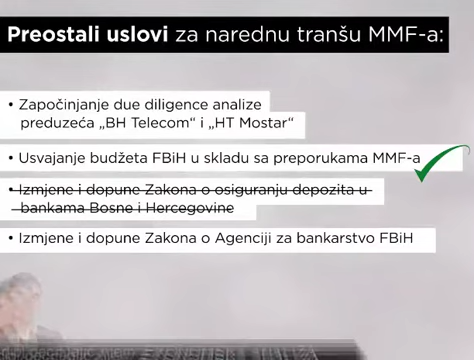 Preostali uslovi za narednu tranšu MMF-a:
• Započinjanje due diligence analize
preduzeća „BH Telecom“ i „HT Mostar“
• Usvajanje budžeta FBiH u skladu sa preporukama MMF-a
• Izmjene i dopune Zakona o osiguranju depozita u
bankama Bosne i Hercegovine
• Izmjene i dopune Zakona o Agenciji za bankarstvo FBiH